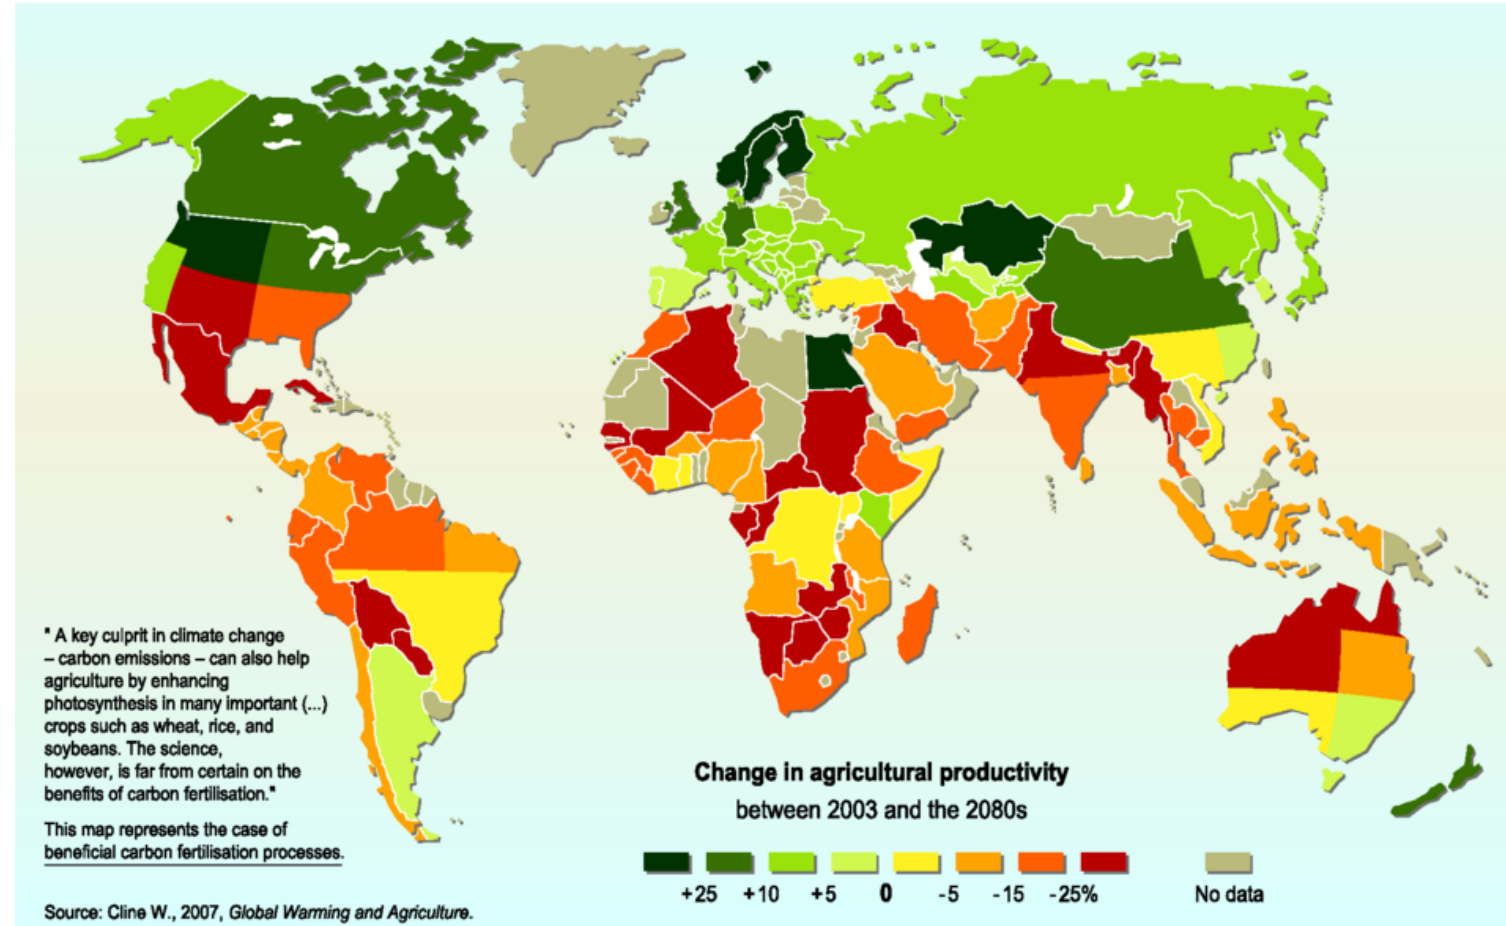 " A key culprit in climate change
– carbon emissions – can also help
agriculture by enhancing
photosynthesis in many important (...)
crops such as wheat, rice, and
soybeans. The science,
however, is far from certain on the
benefits of carbon fertilisation."
This map represents the case of
beneficial carbon fertilisation processes.
Source: Cline W., 2007, Global Warming and Agriculture.
Change in agricultural productivity
between 2003 and the 2080s
+25 +10 +5 0 -5 -15 -25% No data